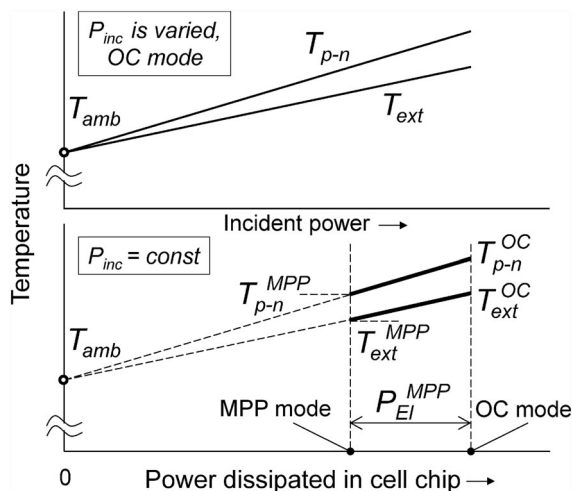 P_inc is varied,
OC mode
T_p-n
T_amb
T_ext
Incident power →
Temperature
P_inc = const
T_p-n^OC
T_p-n^MPP
T_ext^OC
T_amb
T_ext^MPP
MPP mode
P_El^MPP
OC mode
0
Power dissipated in cell chip →